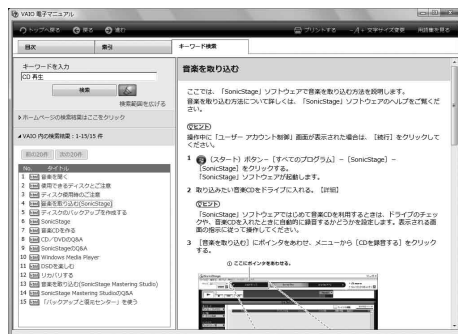 VAIO 電子マニュアル
トップへ戻る 戻る 進む
プリントする -/+ 文字サイズ変更 用語集を見る
目次 索引 キーワード検索
キーワードを入力
CD 再生
検索
検索範囲を広げる
ホームページの検索結果はここをクリック
VAIO 内の検索結果：1-15/15 件
前の20件 次の20件
No. タイトル
1 音楽を聞く
2 使用できるディスクとご注意
3 ディスク使用時のご注意
4 音楽を取り込む(SonicStage)
5 ディスクのバックアップを作成する
6 SonicStage
7 音楽CDを作る
8 CD／DVDのQ&A
9 SonicStageのQ&A
10 Windows Media Player
11 DSDを楽しむ
12 リカバリする
13 音楽を取り込む(SonicStage Mastering Studio)
14 SonicStage Mastering StudioのQ&A
15 「バックアップと復元センター」を使う
音楽を取り込む
ここでは、「SonicStage」ソフトウェアで音楽を取り込む方法を説明します。
音楽を取り込む方法について詳しくは、「SonicStage」ソフトウェアのヘルプをご覧くだ
さい。
ヒント
操作中に「ユーザー アカウント制御」画面が表示された場合は、［続行］をクリックして
ください。
1 (スタート) ボタン－［すべてのプログラム］－［SonicStage］－
［SonicStage］をクリックする。
「SonicStage」ソフトウェアが起動します。
2 取り込みたい音楽CDをドライブに入れる。［詳細］
ヒント
「SonicStage」ソフトウェアではじめて音楽CDを利用するときは、ドライブのチェッ
クや、音楽CDを入れたときに自動的に録音するかどうかを設定します。表示される画
面の指示に従って操作してください。
3 ［音楽を取り込む］にポインタをあわせ、メニューから［CDを録音する］をクリック
する。
① ここにポインタをあわせる。